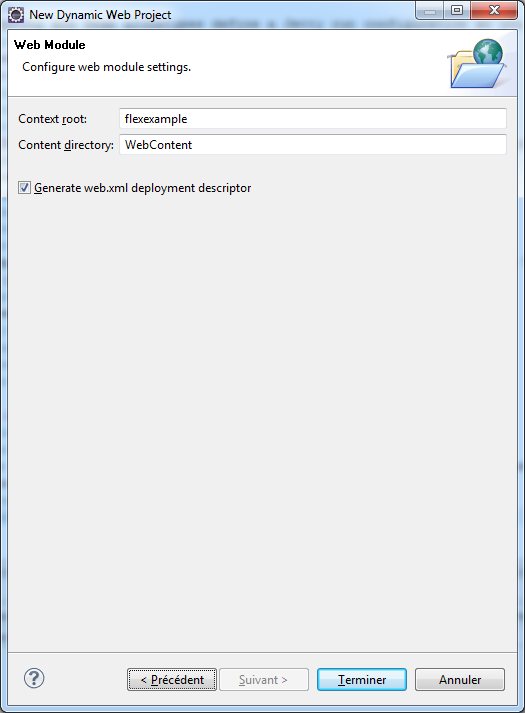 New Dynamic Web Project
Web Module
Configure web module settings.
Context root: flexexample
Content directory: WebContent
Generate web.xml deployment descriptor
? < Précédent Suivant > Terminer Annuler